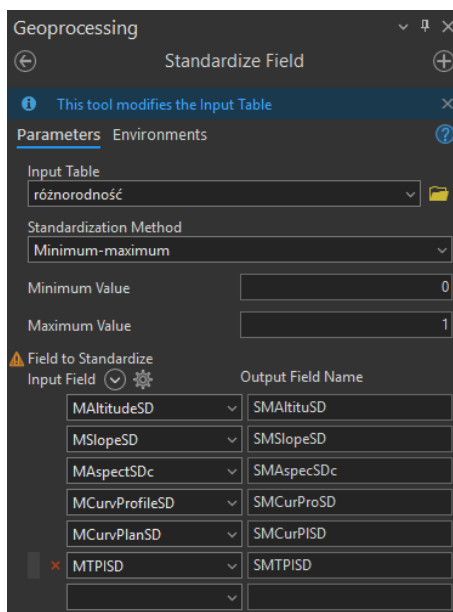 Geoprocessing
Standardize Field
This tool modifies the Input Table
Parameters Environments
Input Table
różnorodność
Standardization Method
Minimum-maximum
Minimum Value 0
Maximum Value 1
Field to Standardize
Input Field Output Field Name
MAltitudeSD SMAltituSD
MSlopeSD SMSlopeSD
MAspectSDc SMAspecSDc
MCurvProfileSD SMCurProSD
MCurvPlanSD SMCurPlSD
MTPISD SMTPISD